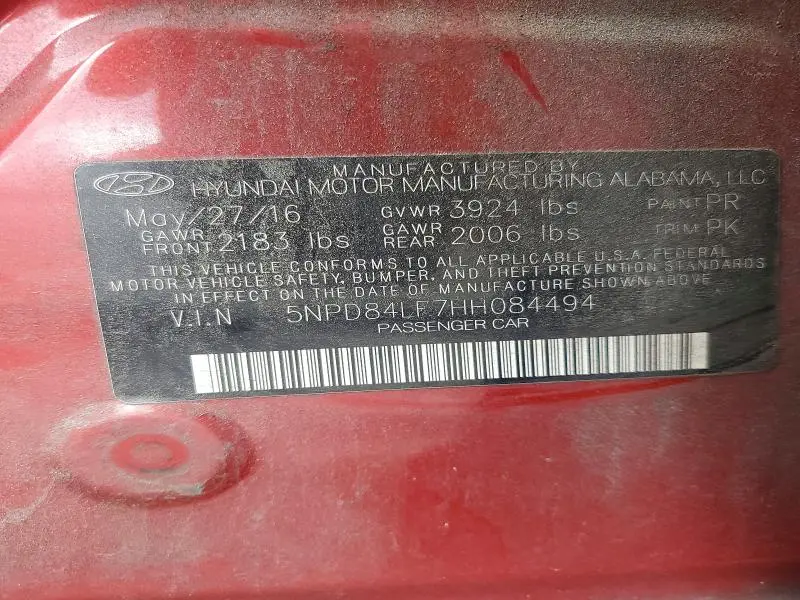 MANUFACTURED BY
HYUNDAI MOTOR MANUFACTURING ALABAMA, LLC
May/27/16 GVWR 3924 lbs PAINT PR
GAWR FRONT 2183 lbs GAWR REAR 2006 lbs TRIM PK
THIS VEHICLE CONFORMS TO ALL APPLICABLE U.S.A. FEDERAL
MOTOR VEHICLE SAFETY, BUMPER, AND THEFT PREVENTION STANDARDS
IN EFFECT ON THE DATE OF MANUFACTURE SHOWN ABOVE
V.I.N 5NPD84LF7HH084494
PASSENGER CAR